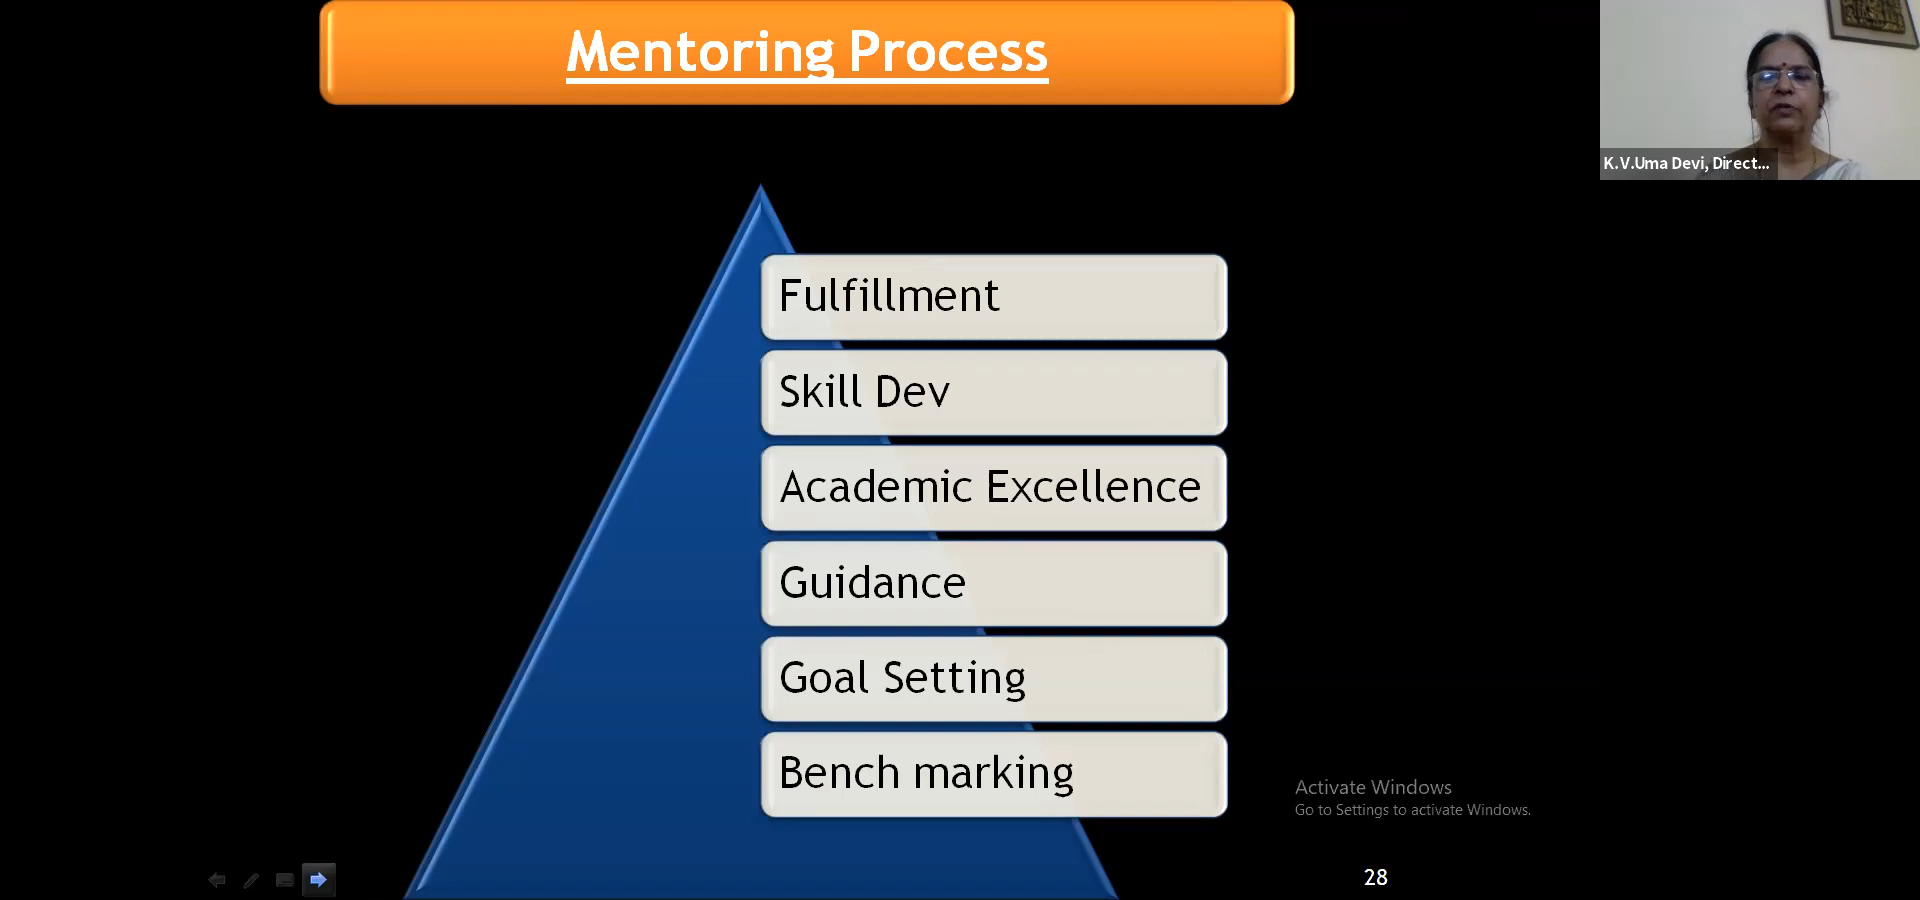 Mentoring Process
K.V.Uma Devi, Direct...
Fulfillment
Skill Dev
Academic Excellence
Guidance
Goal Setting
Bench marking
Activate Windows
Go to Settings to activate Windows.
28